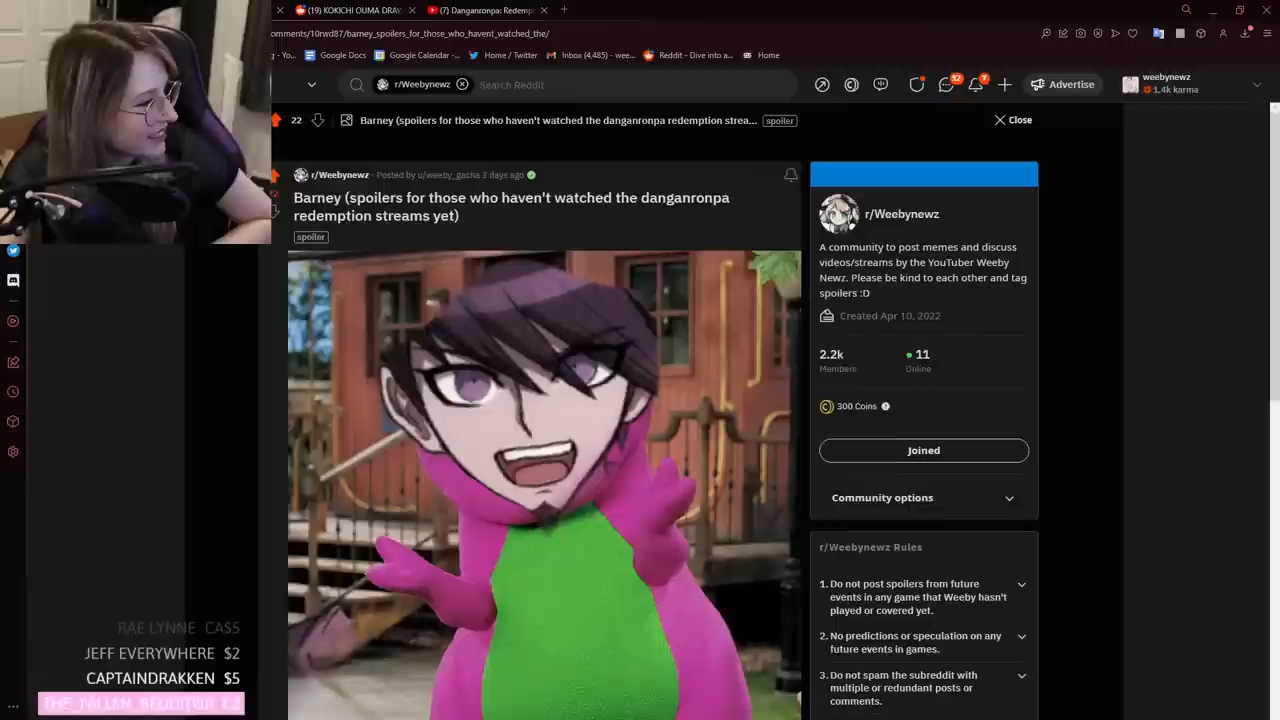 (19) KOKICHI OUMA DRAW
(7) Danganronpa: Redemp
omments/10rwd87/barney_spoilers_for_those_who_havent_watched_the/
- Yo
Google Docs
Google Calendar -...
Home / Twitter
Inbox (4,485) - wee...
Reddit - Dive into a...
Home
r/Weebynewz
Search Reddit
12
7
Advertise
weebynewz
1.4k karma
22
Barney (spoilers for those who haven't watched the danganronpa redemption strea...
spoiler
Close
r/Weebynewz
Posted by u/weeby_gacha 3 days ago
Barney (spoilers for those who haven't watched the danganronpa
redemption streams yet)
spoiler
r/Weebynewz
A community to post memes and discuss
videos/streams by the YouTuber Weeby
Newz. Please be kind to each other and tag
spoilers :D
Created Apr 10, 2022
2.2k
11
Members
Online
300 Coins
Joined
Community options
r/Weebynewz Rules
1. Do not post spoilers from future
events in any game that Weeby hasn't
played or covered yet.
2. No predictions or speculation on any
future events in games.
3. Do not spam the subreddit with
multiple or redundant posts or
comments.
RAE LYNNE
JEFF EVERYWHERE $2
CAPTAINDRAKKEN $5